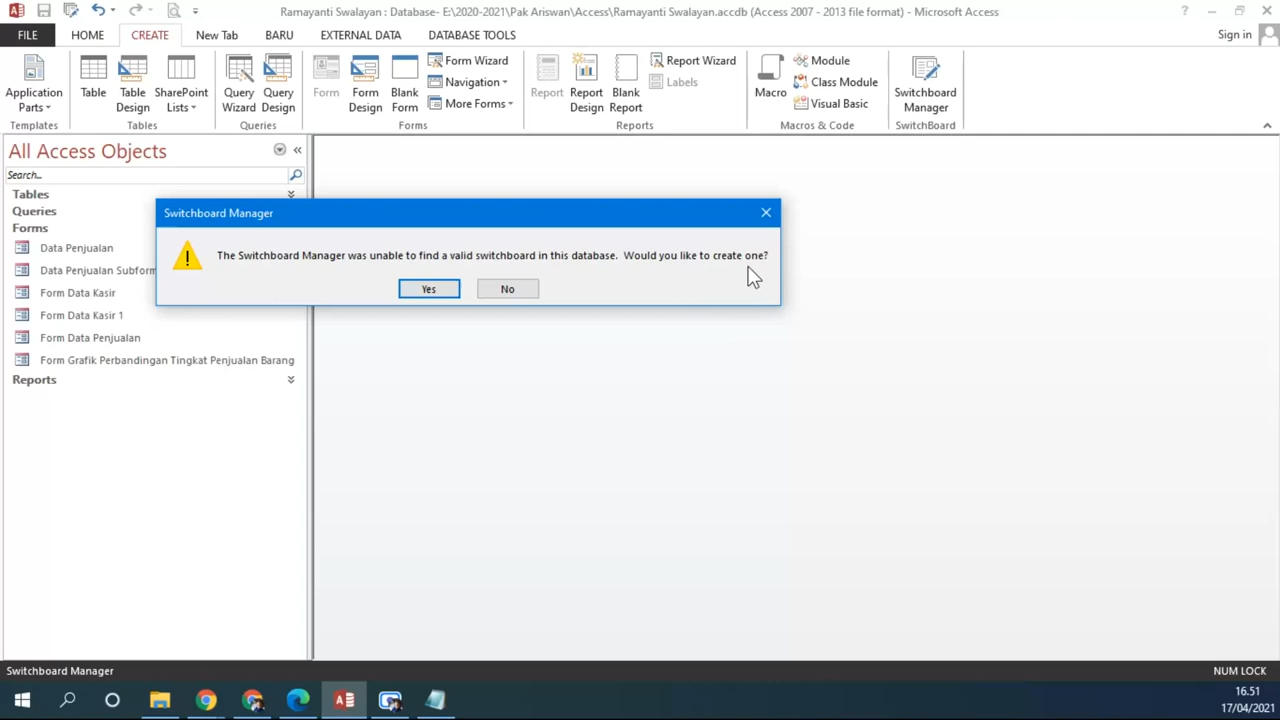 Ramayanti Swalayan : Database- E:\2020-2021\Pak Ariswan\Access\Ramayanti Swalayan.accdb (Access 2007 - 2013 file format) - Microsoft Access
FILE HOME CREATE New Tab BARU EXTERNAL DATA DATABASE TOOLS Sign in
Application Parts
Templates
Table
Table Design
SharePoint Lists
Tables
Query Wizard
Query Design
Queries
Form
Form Design
Blank Form
Form Wizard
Navigation
More Forms
Forms
Report
Report Design
Blank Report
Report Wizard
Labels
Reports
Macro
Module
Class Module
Visual Basic
Macros & Code
Switchboard Manager
SwitchBoard
All Access Objects
Search...
Tables
Queries
Forms
Data Penjualan
Data Penjualan Subform
Form Data Kasir
Form Data Kasir 1
Form Data Penjualan
Form Grafik Perbandingan Tingkat Penjualan Barang
Reports
Switchboard Manager
The Switchboard Manager was unable to find a valid switchboard in this database. Would you like to create one?
Yes No
Switchboard Manager
NUM LOCK
16.51
17/04/2021